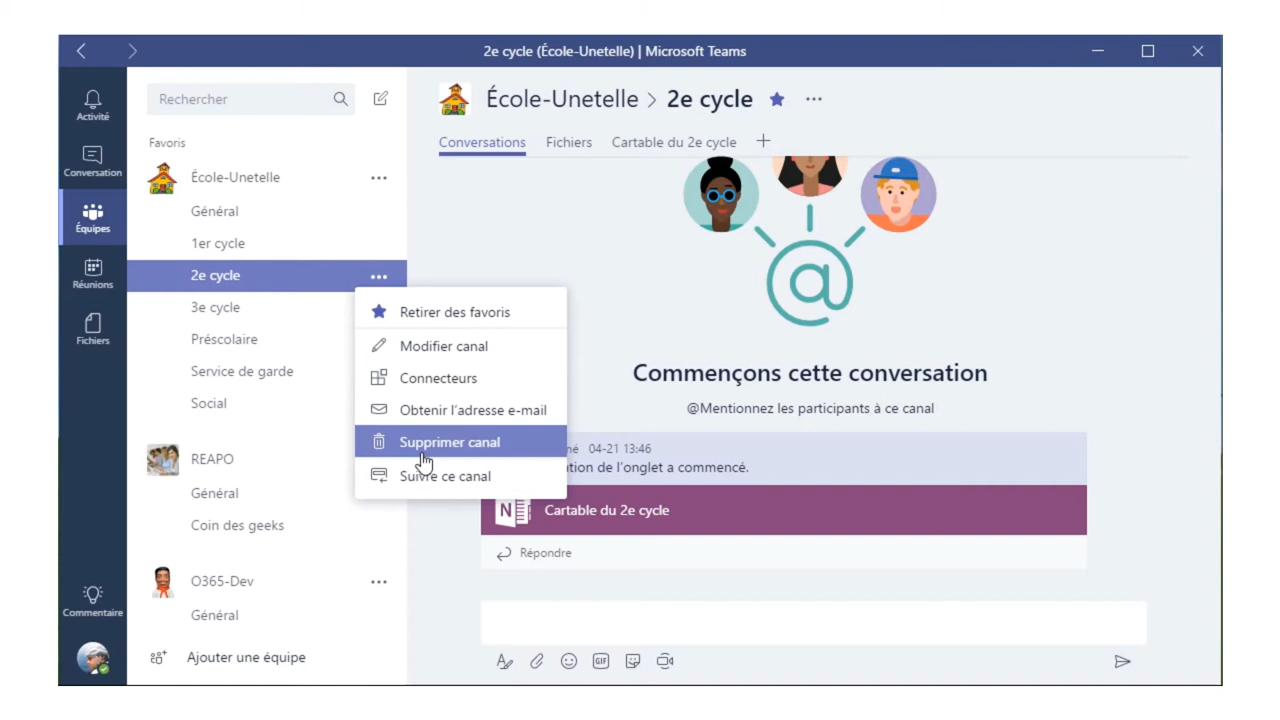 2e cycle (École-Unetelle) | Microsoft Teams
Activité
Conversation
Équipes
Réunions
Fichiers
Commentaire
Rechercher
Favoris
École-Unetelle
Général
1er cycle
2e cycle
3e cycle
Préscolaire
Service de garde
Social
REAPO
Général
Coin des geeks
O365-Dev
Général
Ajouter une équipe
Retirer des favoris
Modifier canal
Connecteurs
Obtenir l'adresse e-mail
Supprimer canal
Suivre ce canal
École-Unetelle > 2e cycle
Conversations Fichiers Cartable du 2e cycle
Commençons cette conversation
@Mentionnez les participants à ce canal
04-21 13:46
de l'onglet a commencé.
N
Cartable du 2e cycle
Répondre
GIF